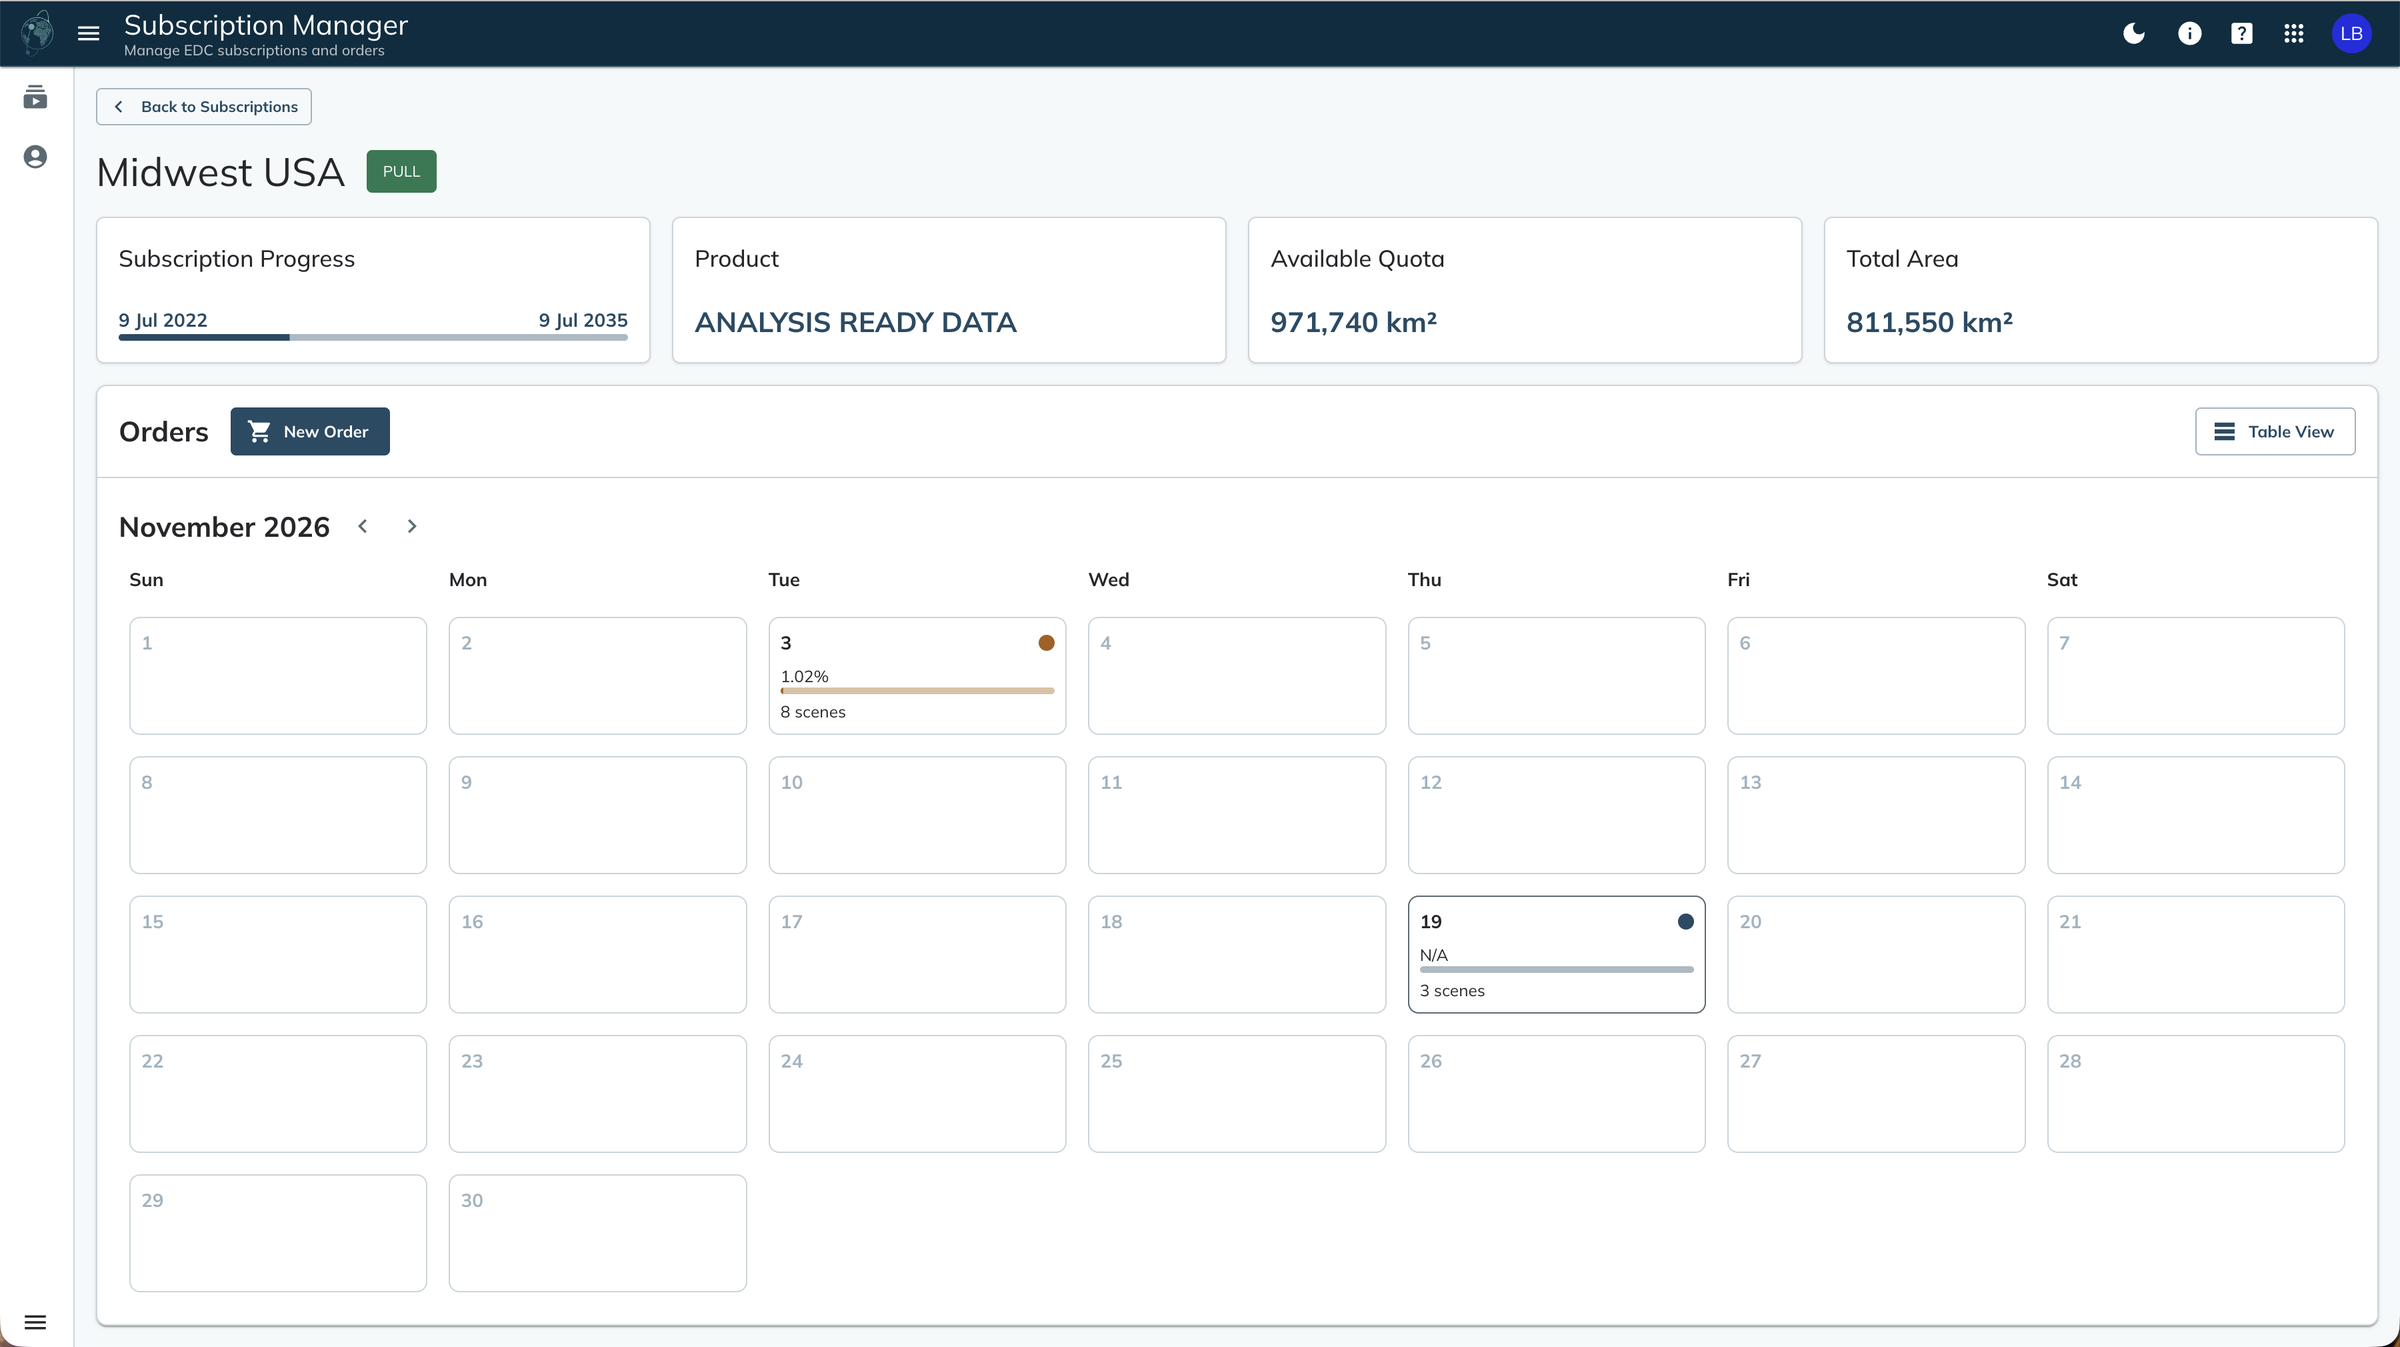 Subscription Manager
Manage EDC subscriptions and orders
LB
Back to Subscriptions
Midwest USA PULL
Subscription Progress
9 Jul 2022 9 Jul 2035
Product
ANALYSIS READY DATA
Available Quota
971,740 km²
Total Area
811,550 km²
Orders New Order Table View
November 2026
Sun Mon Tue Wed Thu Fri Sat
1 2 3 4 5 6 7
1.02%
8 scenes
8 9 10 11 12 13 14
15 16 17 18 19 20 21
N/A
3 scenes
22 23 24 25 26 27 28
29 30